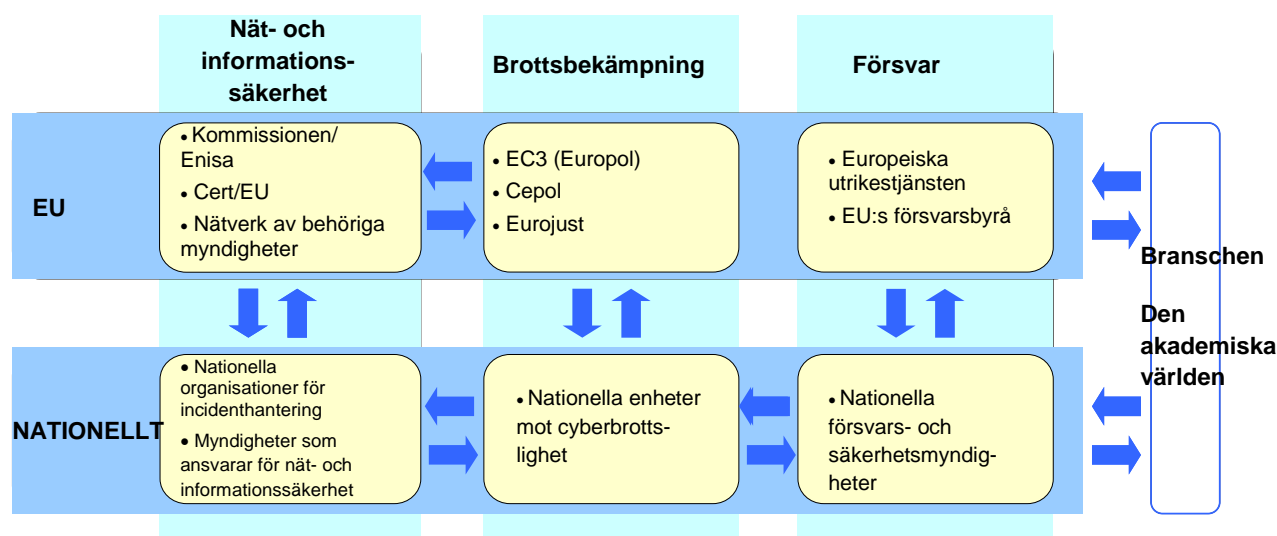 Nät- och
informations-
säkerhet
Brottsbekämpning
Försvar
EU
• Kommissionen/
Enisa
• Cert/EU
• Nätverk av behöriga
myndigheter
• EC3 (Europol)
• Cepol
• Eurojust
• Europeiska
utrikestjänsten
• EU:s försvarsbyrå
Branschen
Den
akademiska
världen
NATIONELLT
• Nationella
organisationer för
incidenthantering
• Myndigheter som
ansvarar för nät- och
informationssäkerhet
• Nationella enheter
mot cyberbrotts-
lighet
• Nationella
försvars- och
säkerhetsmyndig-
heter